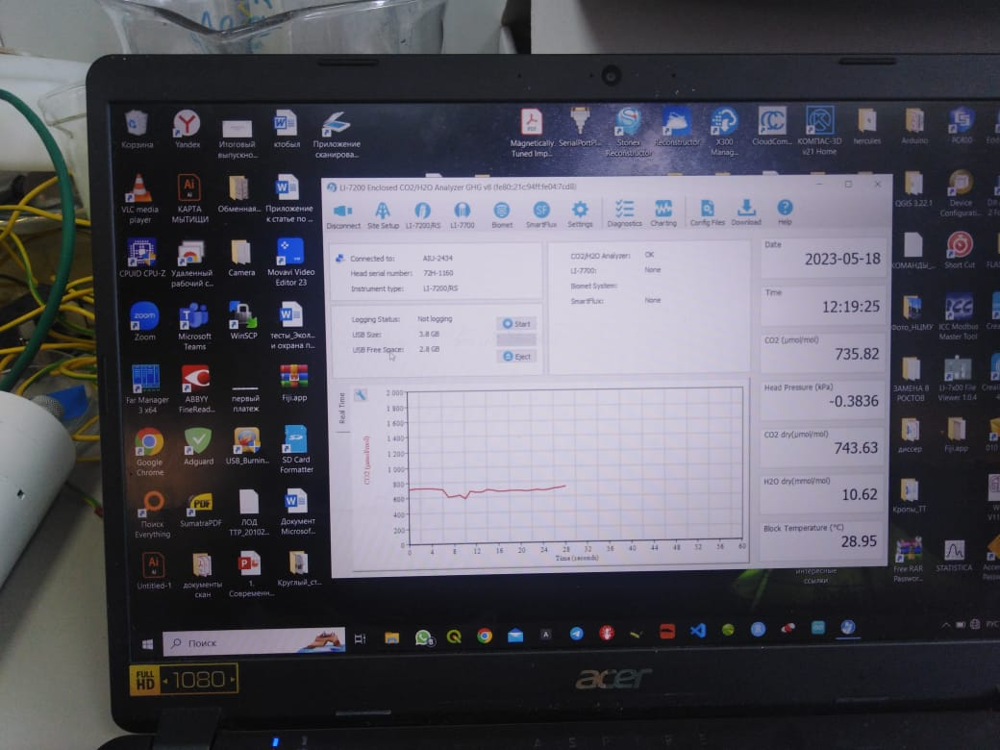 Корзина
Yandex
Итоговый
выпускно...
ктобыл
Приложение
сканирова...
Magnetically
Tuned Imp...
SerialPortPl...
Stonex
Reconstructor
Reconstructor
X300
Manag...
CloudCom...
КОМПАС-3D
v21 Home
hercules
Arduino
PC400
VLC media
player
КАРТА
МЫТИЩИ
Обменная...
Приложение
к статье по ...
QGIS 3.22.1
Device
Configurati...
CPUID CPU-Z
Удаленный
рабочий с...
Camera
Movavi Video
Editor 23
КОМАНДЫ_...
Short Cut
Zoom
Microsoft
Teams
WinSCP
тесты_Экол...
и охрана п...
Фото_НЦМУ
ICC Modbus
Master Tool
Far Manager
3 x64
ABBYY
FineRead...
первый
платеж
Fiji.app
ЗАМЕНА В
РОСТОВ
LI-7x00 File
Viewer 1.0.4
Google
Chrome
Adguard
USB_Burnin...
SD Card
Formatter
диссер
Fiji.app
Поиск
Everything
SumatraPDF
ЛОД
TTP_20102...
Документ
Microsof...
Кропы_ТТ
Untitled-1
документы
скан
1.
Современн...
Круглый_ст...
интересные
ссылки
Free RAR
Passwor...
STATISTICA
LI-7200 Enclosed CO2/H2O Analyzer GHG v8 (fe80::21c:94ff:fe04:7cd8)
Disconnect
Site Setup
LI-7200/RS
LI-7700
Biomet
SmartFlux
Settings
Diagnostics
Charting
Config Files
Download
Help
Connected to: AIU-2434
Head serial number: 72H-1160
Instrument type: LI-7200/RS
CO2/H2O Analyzer: OK
LI-7700: None
Biomet System:
SmartFlux: None
Logging Status: Not logging
USB Size: 3.8 GB
USB Free Space: 2.8 GB
Start
Eject
Date
2023-05-18
Time
12:19:25
CO2 (µmol/mol)
735.82
Head Pressure (kPa)
-0.3836
CO2 dry(µmol/mol)
743.63
H2O dry(mmol/mol)
10.62
Block Temperature (°C)
28.95
Real Time
CO2 (µmol/mol)
2 000
1 800
1 600
1 400
1 200
1 000
800
600
400
200
0 4 8 12 16 20 24 28 32 36 40 44 48 52 56 60
Time (seconds)
Поиск
РУС
FULL
HD
1080
acer